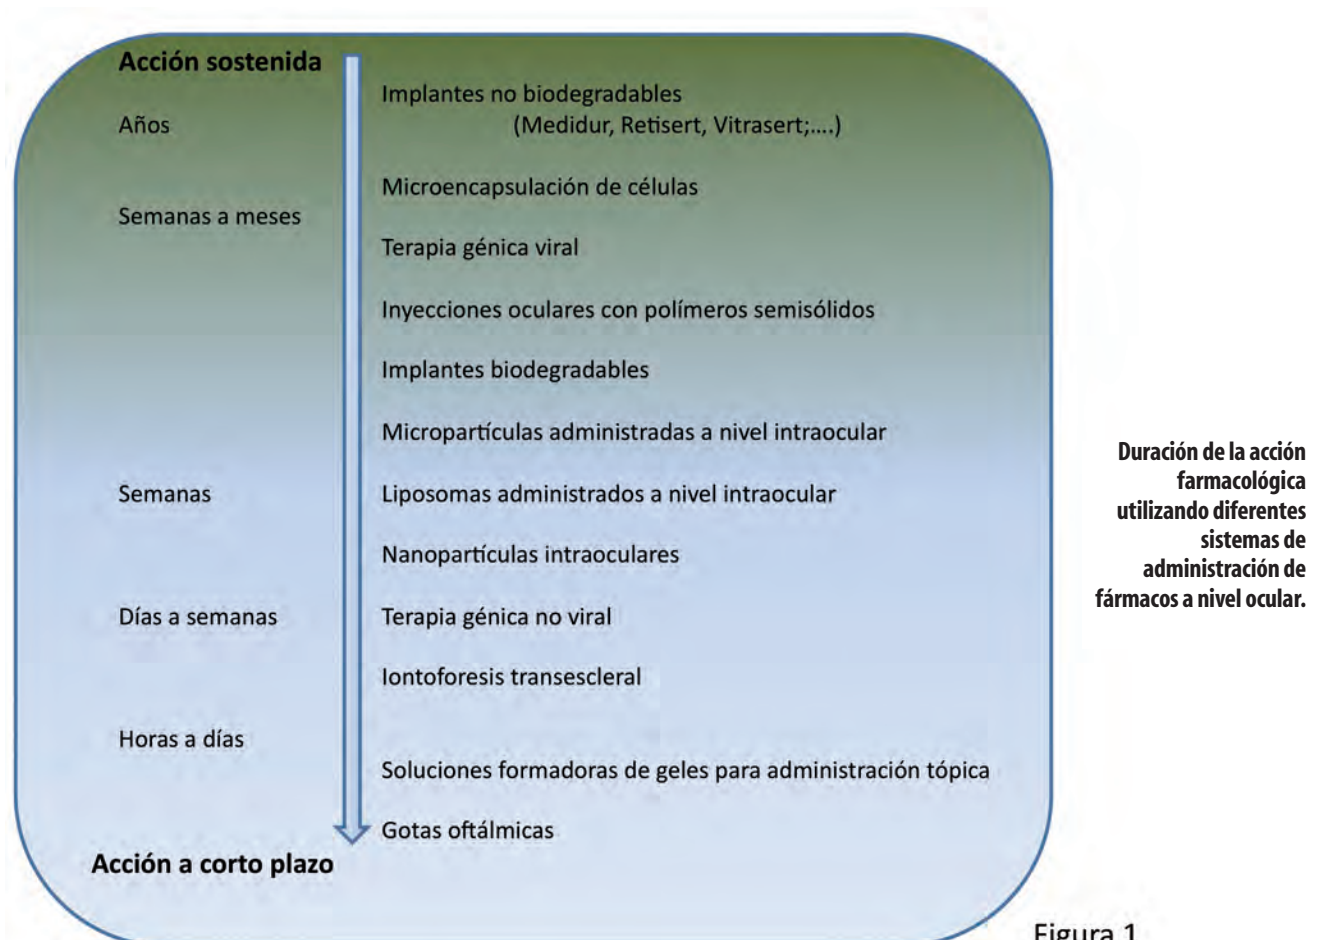 Acción sostenida
Implantes no biodegradables
Años
(Medidur, Retisert, Vitrasert;....)
Microencapsulación de células
Semanas a meses
Terapia génica viral
Inyecciones oculares con polímeros semisólidos
Implantes biodegradables
Micropartículas administradas a nivel intraocular
Semanas
Liposomas administrados a nivel intraocular
Nanopartículas intraoculares
Días a semanas
Terapia génica no viral
Iontoforesis transescleral
Horas a días
Soluciones formadoras de geles para administración tópica
Gotas oftálmicas
Acción a corto plazo
Duración de la acción
farmacológica
utilizando diferentes
sistemas de
administración de
fármacos a nivel ocular.
Figura 1